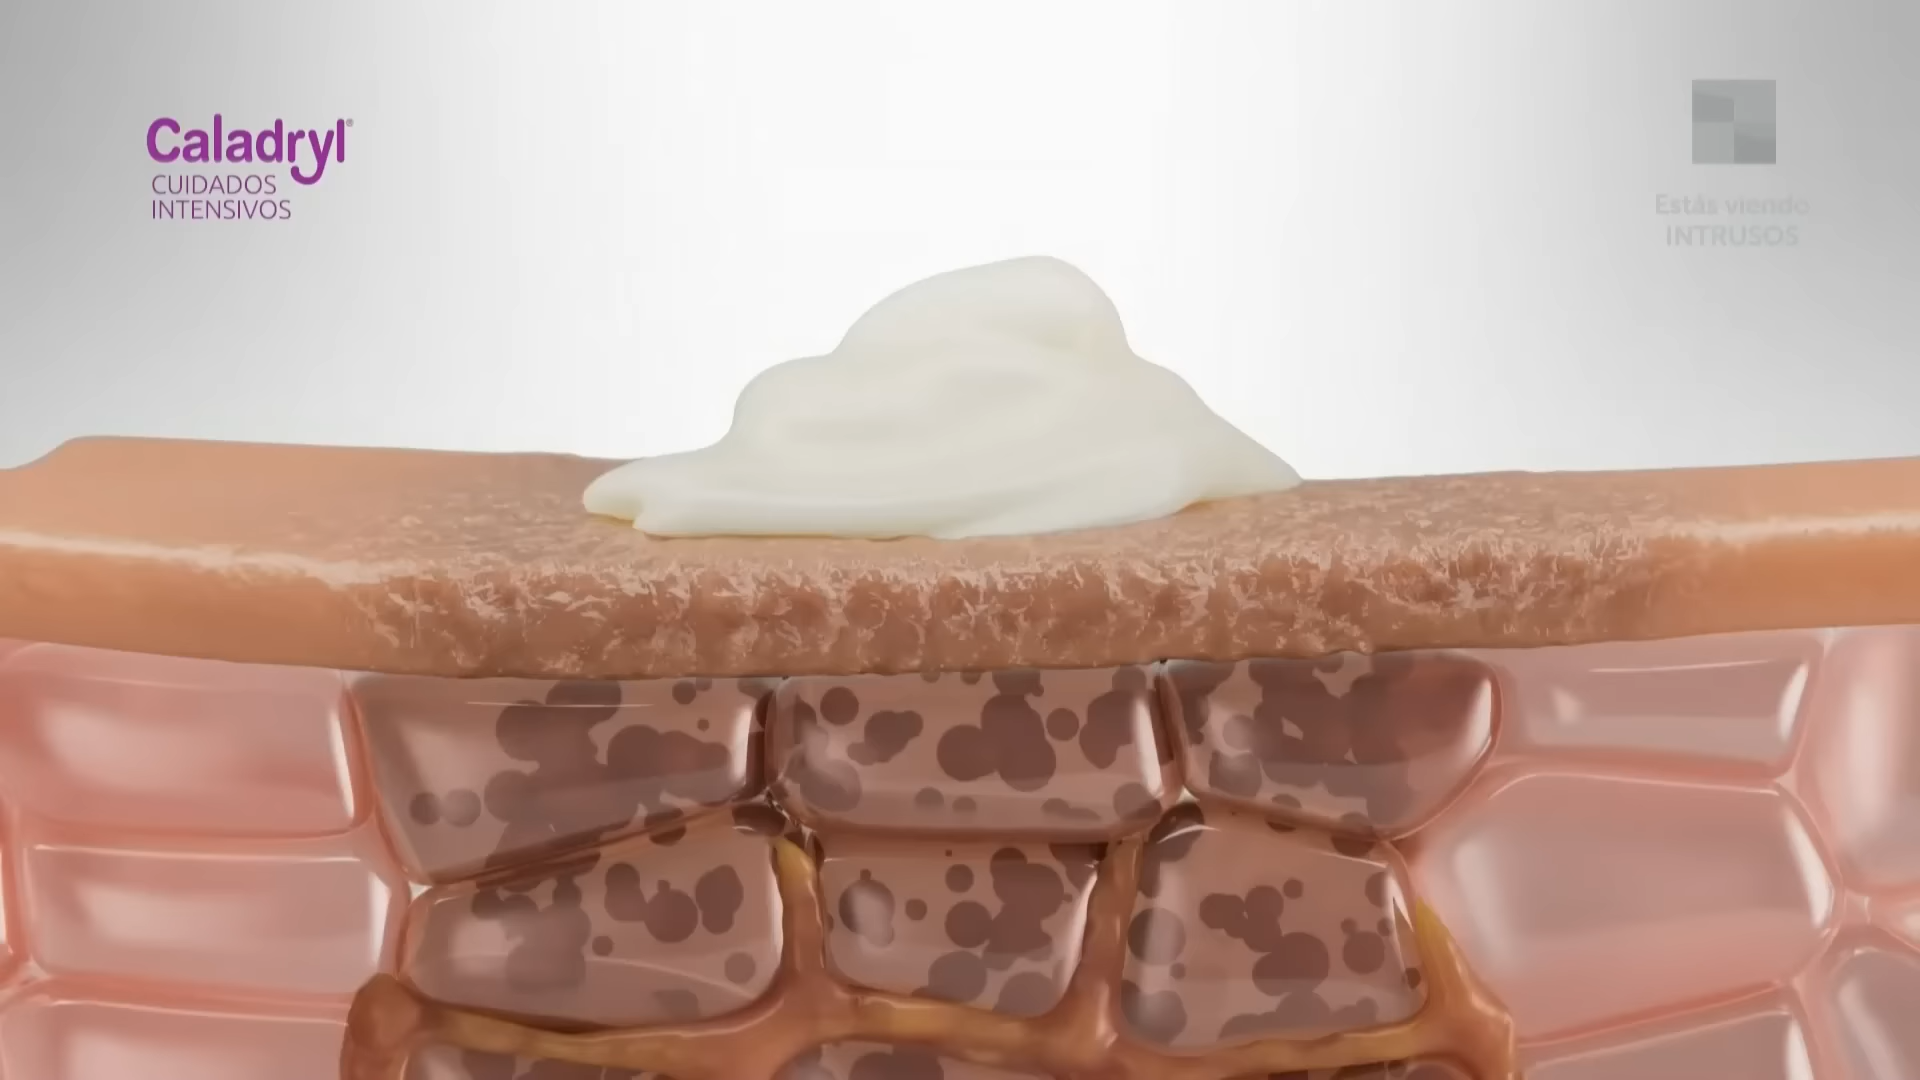 Caladryl®
CUIDADOS
INTENSIVOS
Estás viendo
INTRUSOS